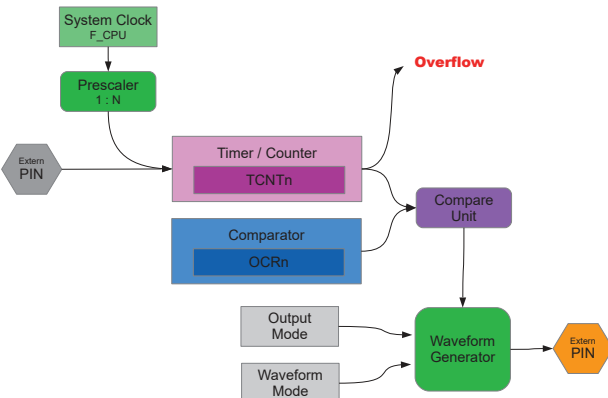 System Clock
F_CPU
Overflow
Prescaler
1 : N
Timer / Counter
Extern
PIN
TCNTn
Compare
Unit
Comparator
OCRn
Output
Mode
Waveform
Generator
Extern
PIN
Waveform
Mode